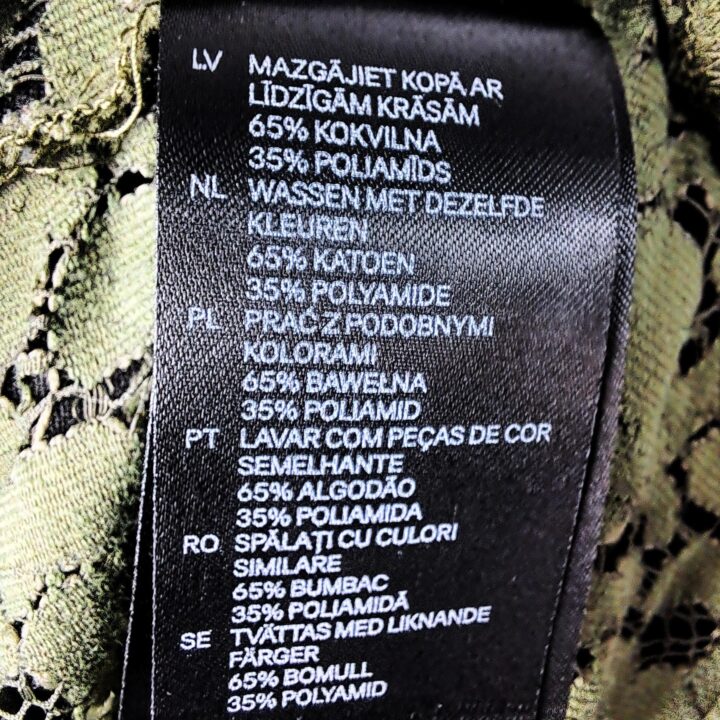 LV MAZGĀJIET KOPĀ AR
LĪDZĪGĀM KRĀSĀM
65% KOKVILNA
35% POLIAMĪDS
NL WASSEN MET DEZELFDE
KLEUREN
65% KATOEN
35% POLYAMIDE
PL PRAĆ Z PODOBNYMI
KOLORAMI
65% BAWEŁNA
35% POLIAMID
PT LAVAR COM PEÇAS DE COR
SEMELHANTE
65% ALGODÃO
35% POLIAMIDA
RO SPĂLAȚI CU CULORI
SIMILARE
65% BUMBAC
35% POLIAMIDĂ
SE TVÄTTAS MED LIKNANDE
FÄRGER
65% BOMULL
35% POLYAMID